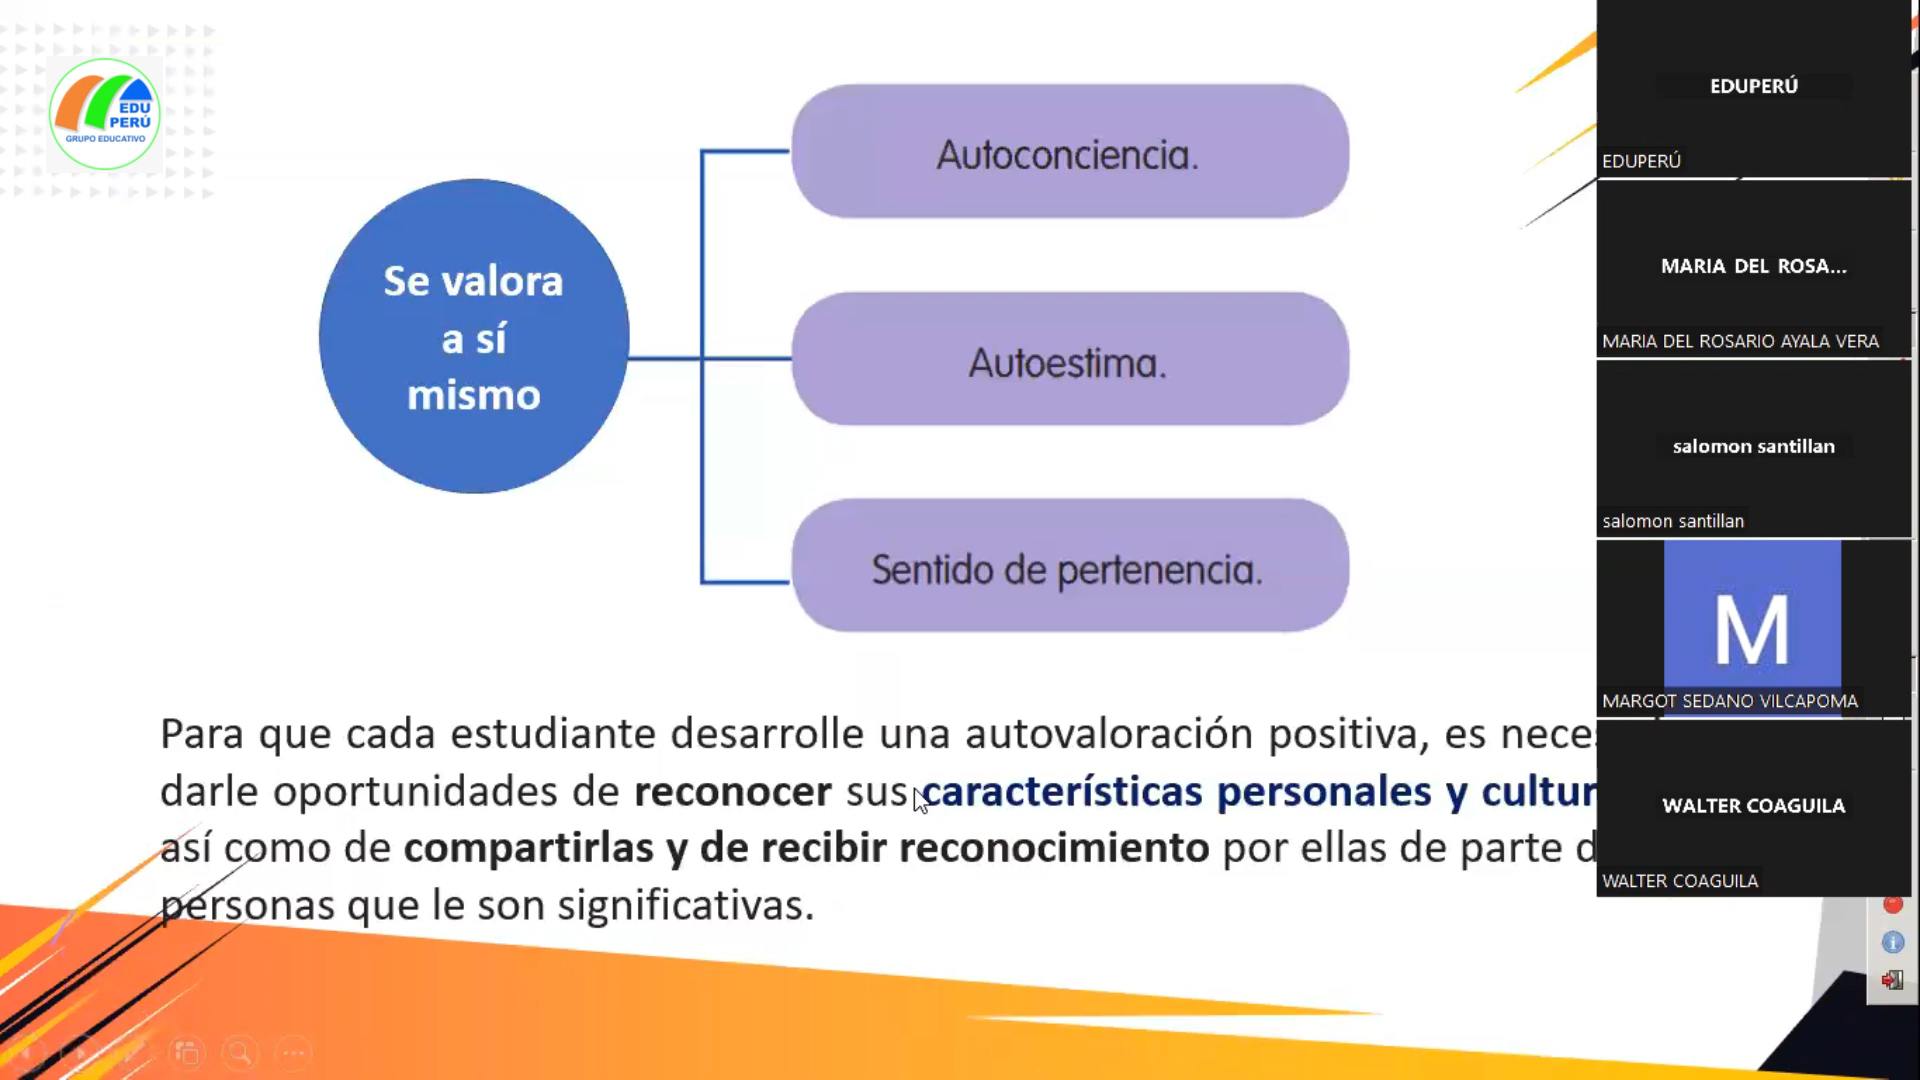 EDU
PERÚ
GRUPO EDUCATIVO
Se valora
a sí
mismo
Autoconciencia.
Autoestima.
Sentido de pertenencia.
Para que cada estudiante desarrolle una autovaloración positiva, es
darle oportunidades de reconocer sus características personales y
así como de compartirlas y de recibir reconocimiento por ellas de parte
personas que le son significativas.
EDUPERÚ
EDUPERÚ
MARIA DEL ROSA...
MARIA DEL ROSARIO AYALA VERA
salomon santillan
salomon santillan
M
MARGOT SEDANO VILCAPOMA
WALTER COAGUILA
WALTER COAGUILA